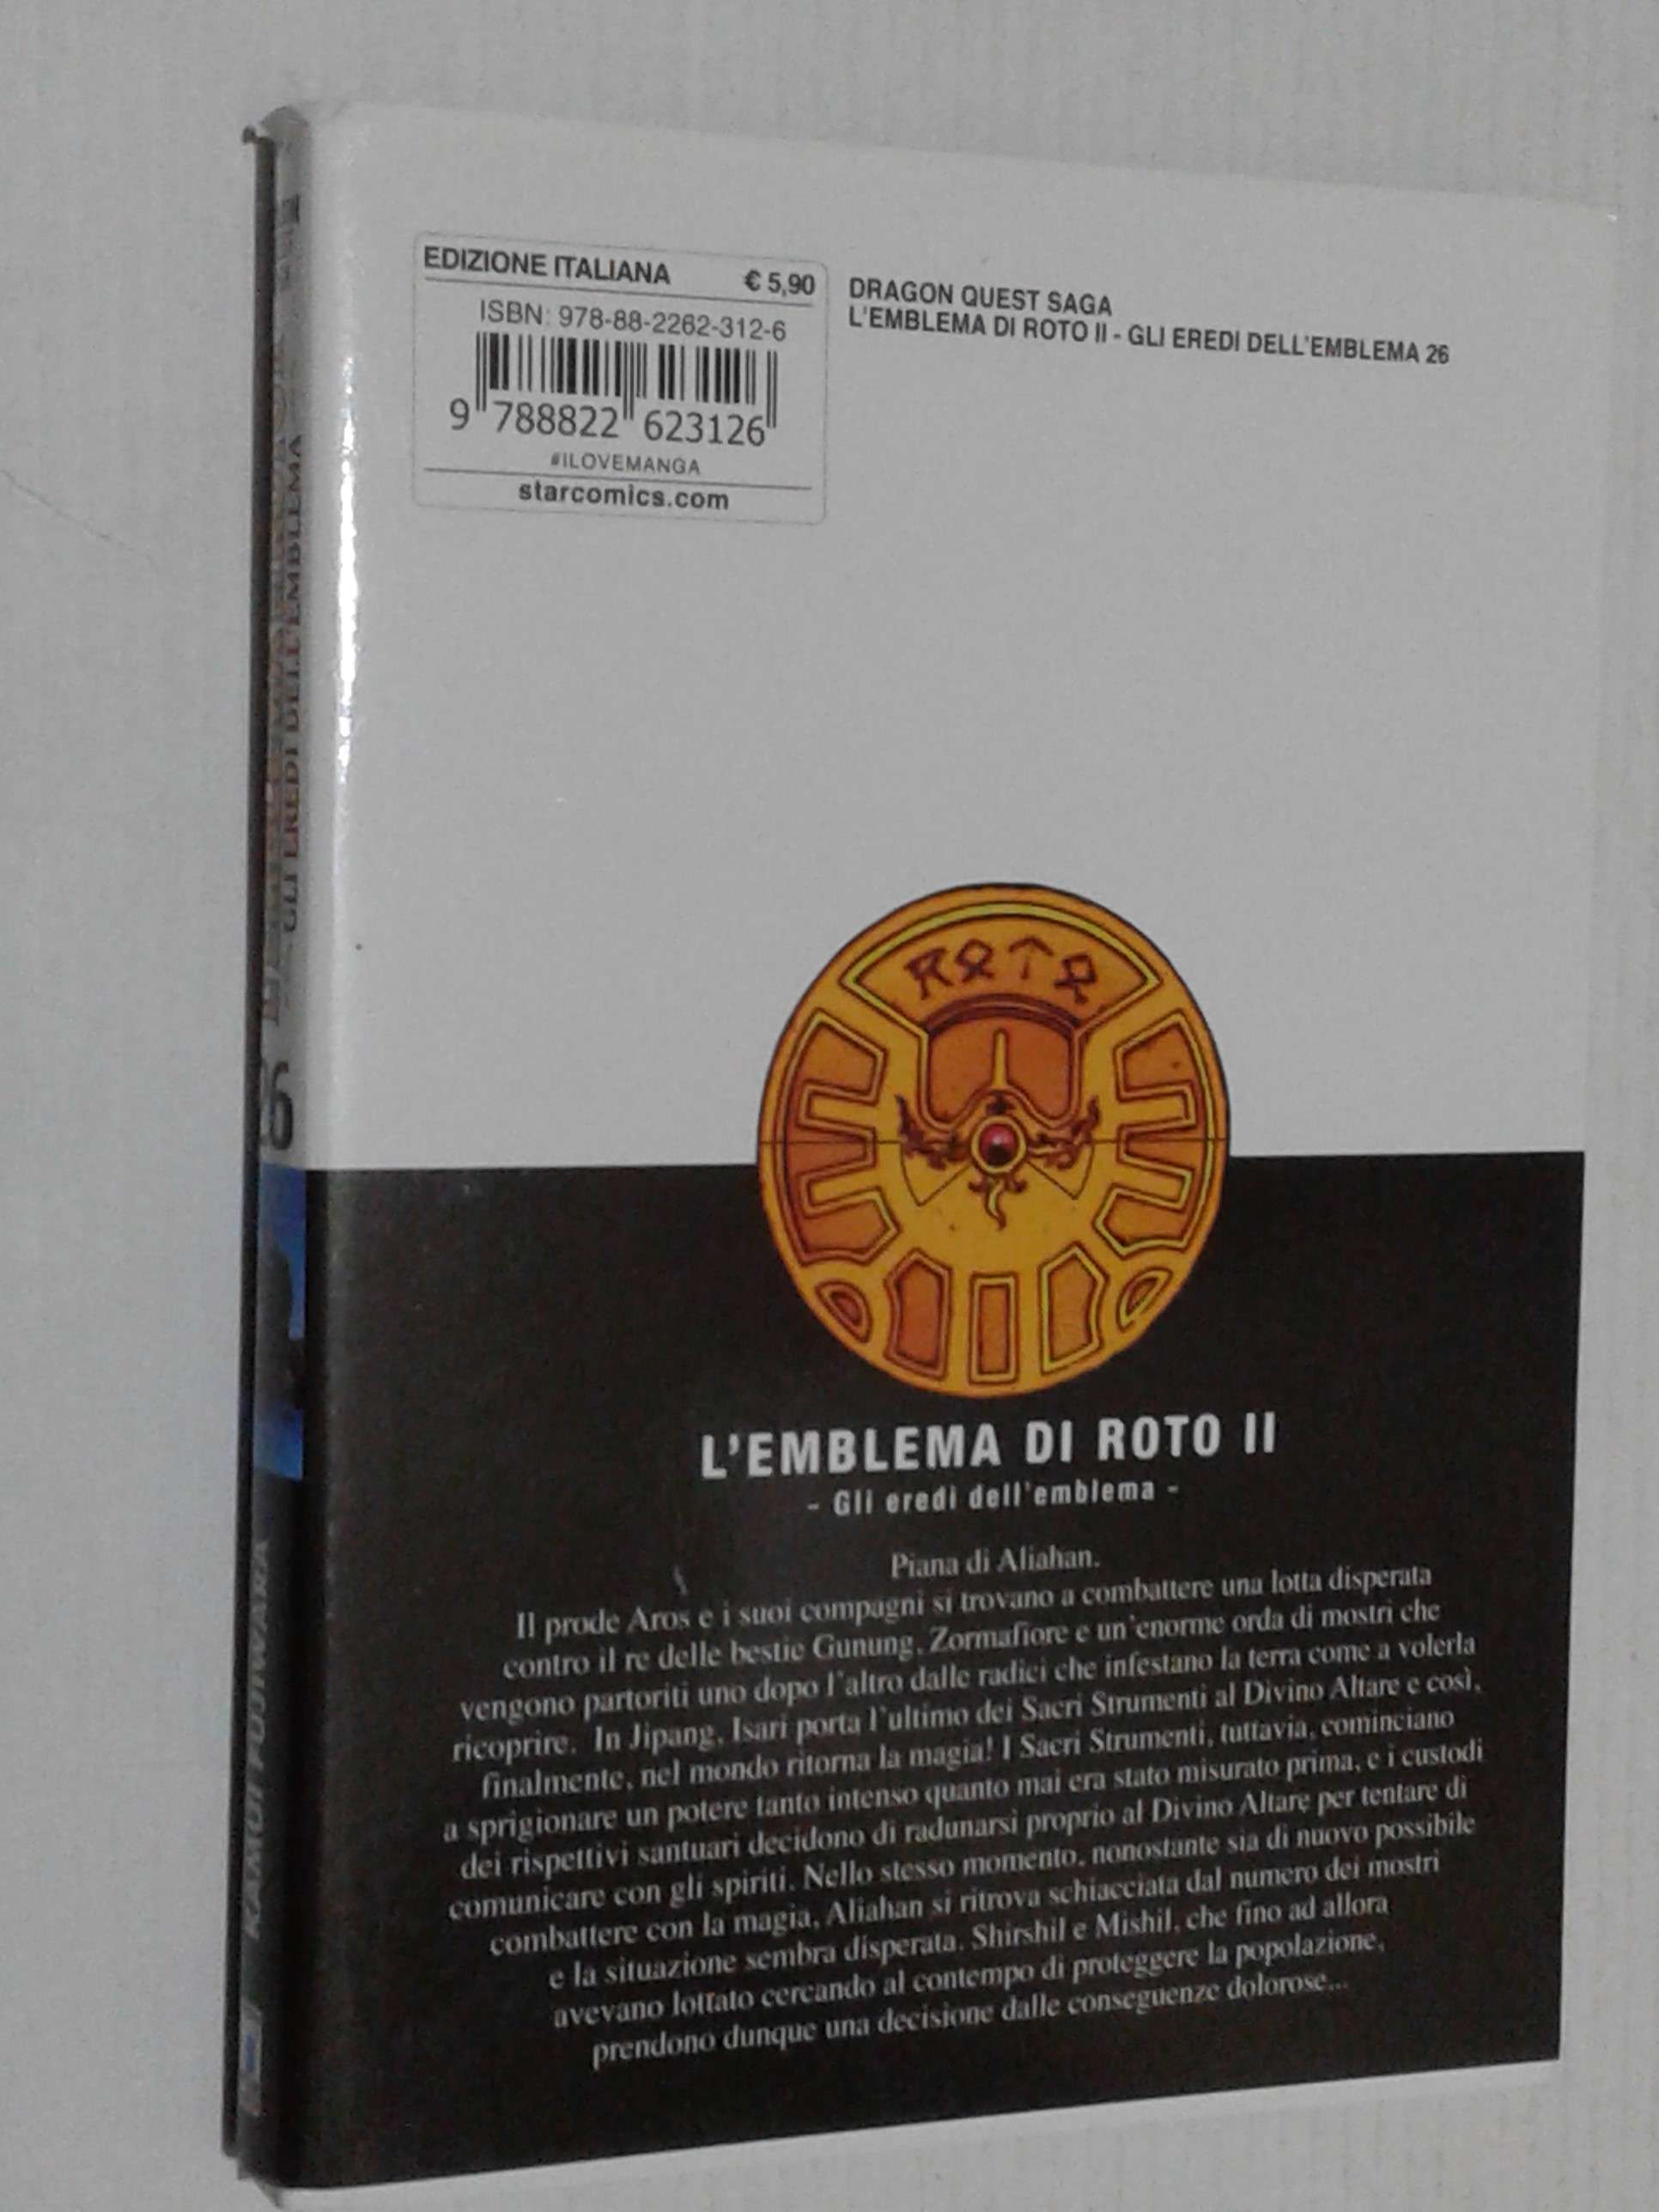 EDIZIONE ITALIANA € 5,90
ISBN: 978-88-2262-312-6
9 788822 623126
#ILOVEMANGA
starcomics.com
DRAGON QUEST SAGA
L'EMBLEMA DI ROTO II - GLI EREDI DELL'EMBLEMA 26
ROTO
L'EMBLEMA DI ROTO II
- Gli eredi dell'emblema -
Piana di Aliahan.
Il prode Aros e i suoi compagni si trovano a combattere una lotta disperata
contro il re delle bestie Gunung, Zormafiore e un'enorme orda di mostri che
vengono partoriti uno dopo l'altro dalle radici che infestano la terra come a volerla
ricoprire. In Jipang, Isari porta l'ultimo dei Sacri Strumenti al Divino Altare e così,
finalmente, nel mondo ritorna la magia! I Sacri Strumenti, tuttavia, cominciano
a sprigionare un potere tanto intenso quanto mai era stato misurato prima, e i custodi
dei rispettivi santuari decidono di radunarsi proprio al Divino Altare per tentare di
comunicare con gli spiriti. Nello stesso momento, nonostante sia di nuovo possibile
combattere con la magia, Aliahan si ritrova schiacciata dal numero dei mostri
e la situazione sembra disperata. Shirshil e Mishil, che fino ad allora
avevano lottato cercando al contempo di proteggere la popolazione,
prendono dunque una decisione dalle conseguenze dolorose...
GLI EREDI DELL'EMBLEMA
26
KAMUI FUJIWARA